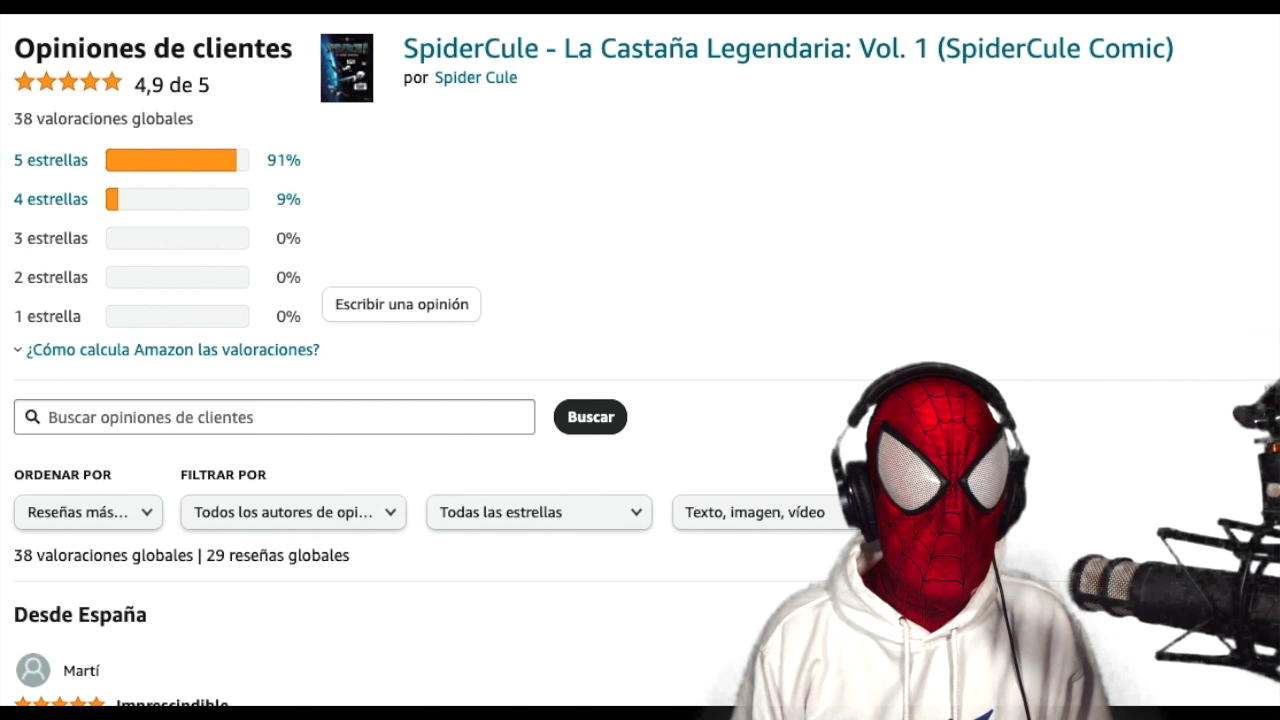 Opiniones de clientes
4,9 de 5
38 valoraciones globales
5 estrellas 91%
4 estrellas 9%
3 estrellas 0%
2 estrellas 0%
1 estrella 0%
¿Cómo calcula Amazon las valoraciones?
SpiderCule - La Castaña Legendaria: Vol. 1 (SpiderCule Comic)
por Spider Cule
Escribir una opinión
Buscar opiniones de clientes
Buscar
ORDENAR POR
FILTRAR POR
Reseñas más...
Todos los autores de opi...
Todas las estrellas
Texto, imagen, vídeo
38 valoraciones globales | 29 reseñas globales
Desde España
Martí
Imprescindible